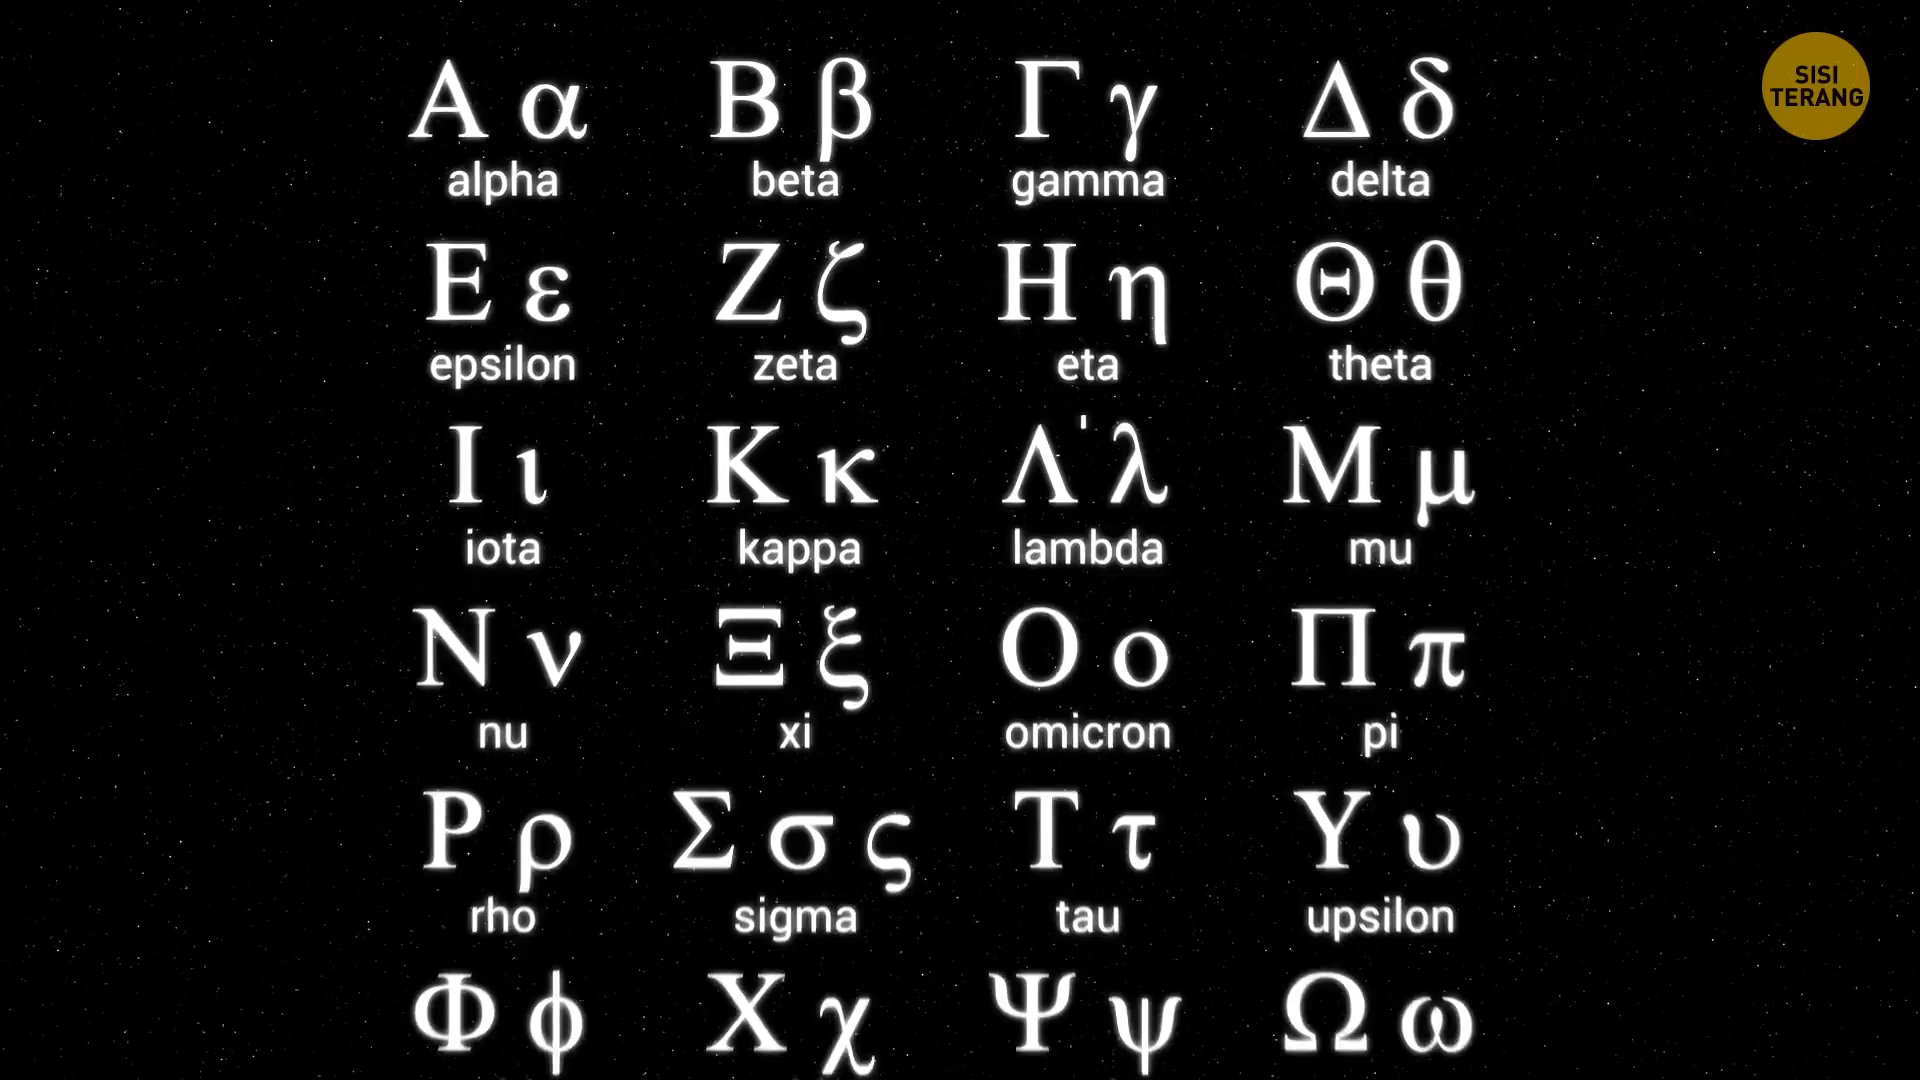 Α α Β β Γ γ Δ δ
alpha beta gamma delta
Ε ε Ζ ζ Η η Θ θ
epsilon zeta eta theta
Ι ι Κ κ Λ ' λ Μ μ
iota kappa lambda mu
Ν ν Ξ ξ Ο ο Π π
nu xi omicron pi
Ρ ρ Σ σ ς Τ τ Υ υ
rho sigma tau upsilon
Φ ϕ Χ χ Ψ ψ Ω ω
SISI
TERANG